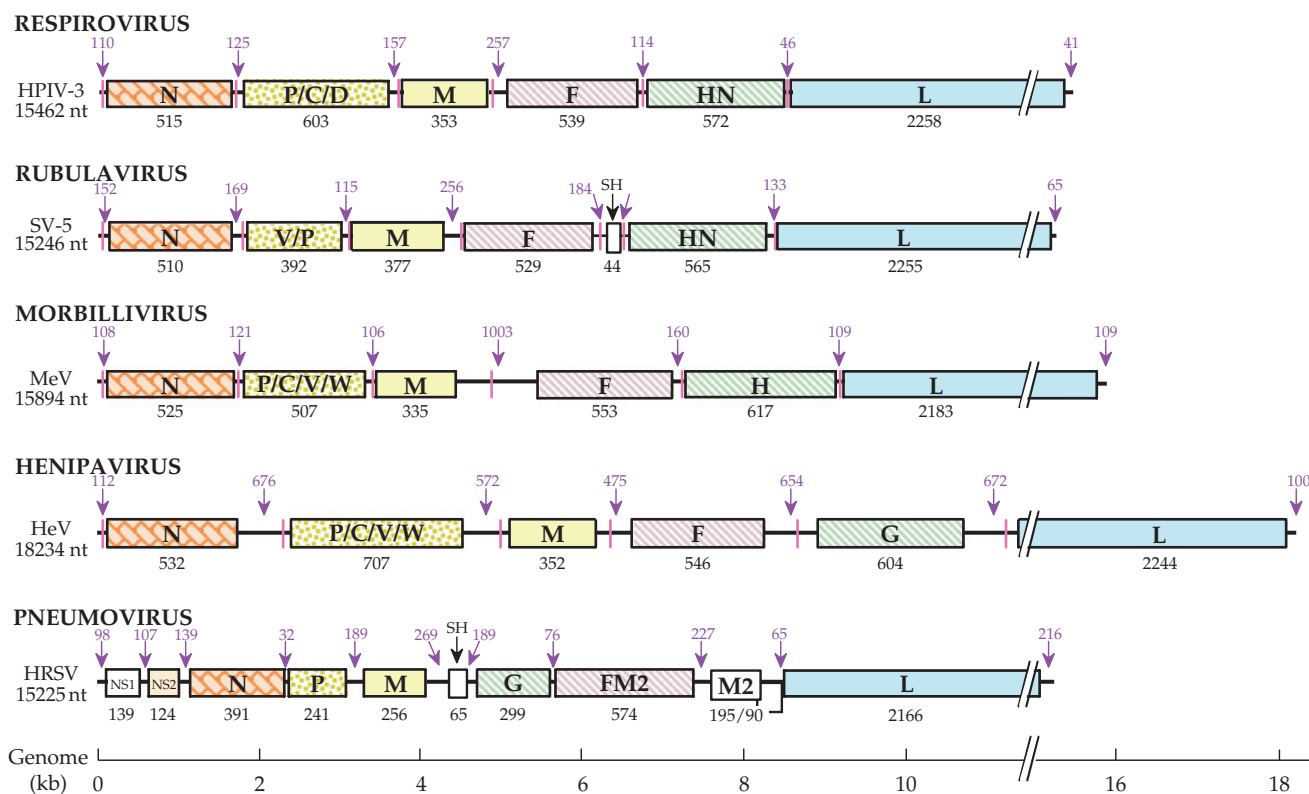 RESPIROVIRUS
110 125 157 257 114 46 41
HPIV-3
15462 nt
N P/C/D M F HN L
515 603 353 539 572 2258
RUBULAVIRUS
152 169 115 256 184 SH 133 65
SV-5
15246 nt
N V/P M F HN L
510 392 377 529 44 565 2255
MORBILLIVIRUS
108 121 106 1003 160 109 109
MeV
15894 nt
N P/C/V/W M F H L
525 507 335 553 617 2183
HENIPAVIRUS
112 676 572 475 654 672 100
HeV
18234 nt
N P/C/V/W M F G L
532 707 352 546 604 2244
PNEUMOVIRUS
98 107 139 32 189 269 SH 189 76 227 65 216
HRSV
15225 nt
NS1 NS2 N P M G FM2 M2 L
139 124 391 241 256 65 299 574 195/90 2166
Genome
(kb)
0 2 4 6 8 10 16 18